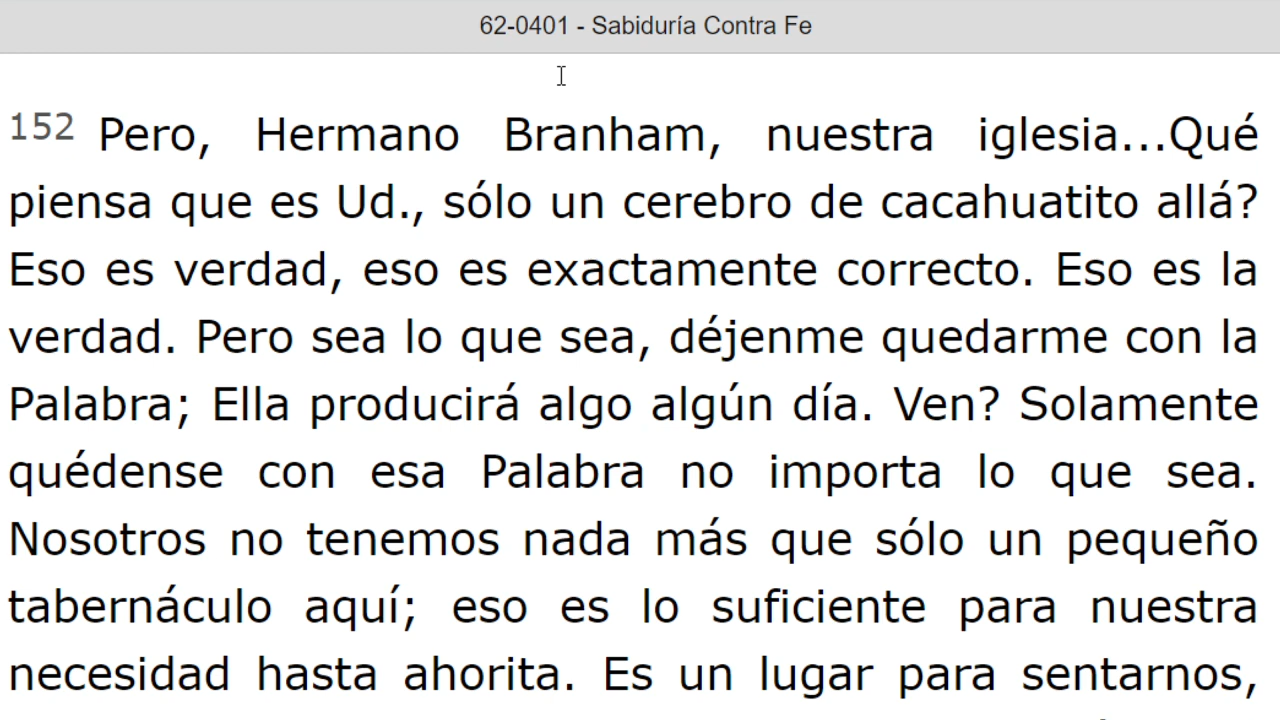 62-0401 - Sabiduría Contra Fe
152 Pero, Hermano Branham, nuestra iglesia...Qué
piensa que es Ud., sólo un cerebro de cacahuatito allá?
Eso es verdad, eso es exactamente correcto. Eso es la
verdad. Pero sea lo que sea, déjenme quedarme con la
Palabra; Ella producirá algo algún día. Ven? Solamente
quédense con esa Palabra no importa lo que sea.
Nosotros no tenemos nada más que sólo un pequeño
tabernáculo aquí; eso es lo suficiente para nuestra
necesidad hasta ahorita. Es un lugar para sentarnos,